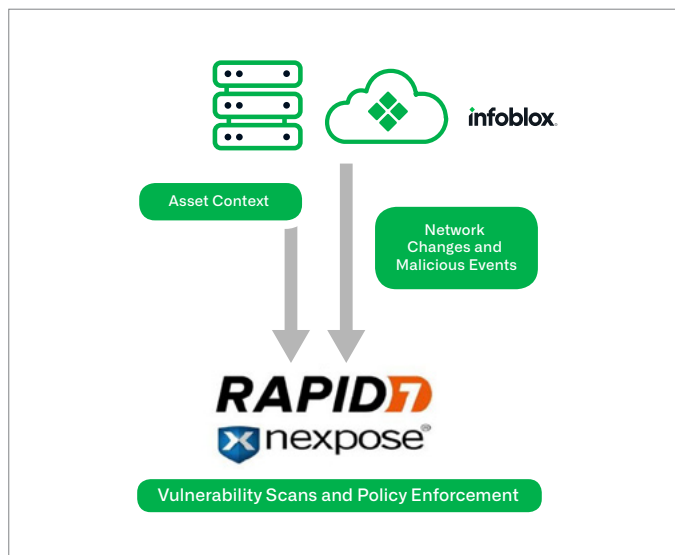 infoblox
Asset Context
Network
Changes and
Malicious Events
RAPID7
nexpose®
Vulnerability Scans and Policy Enforcement